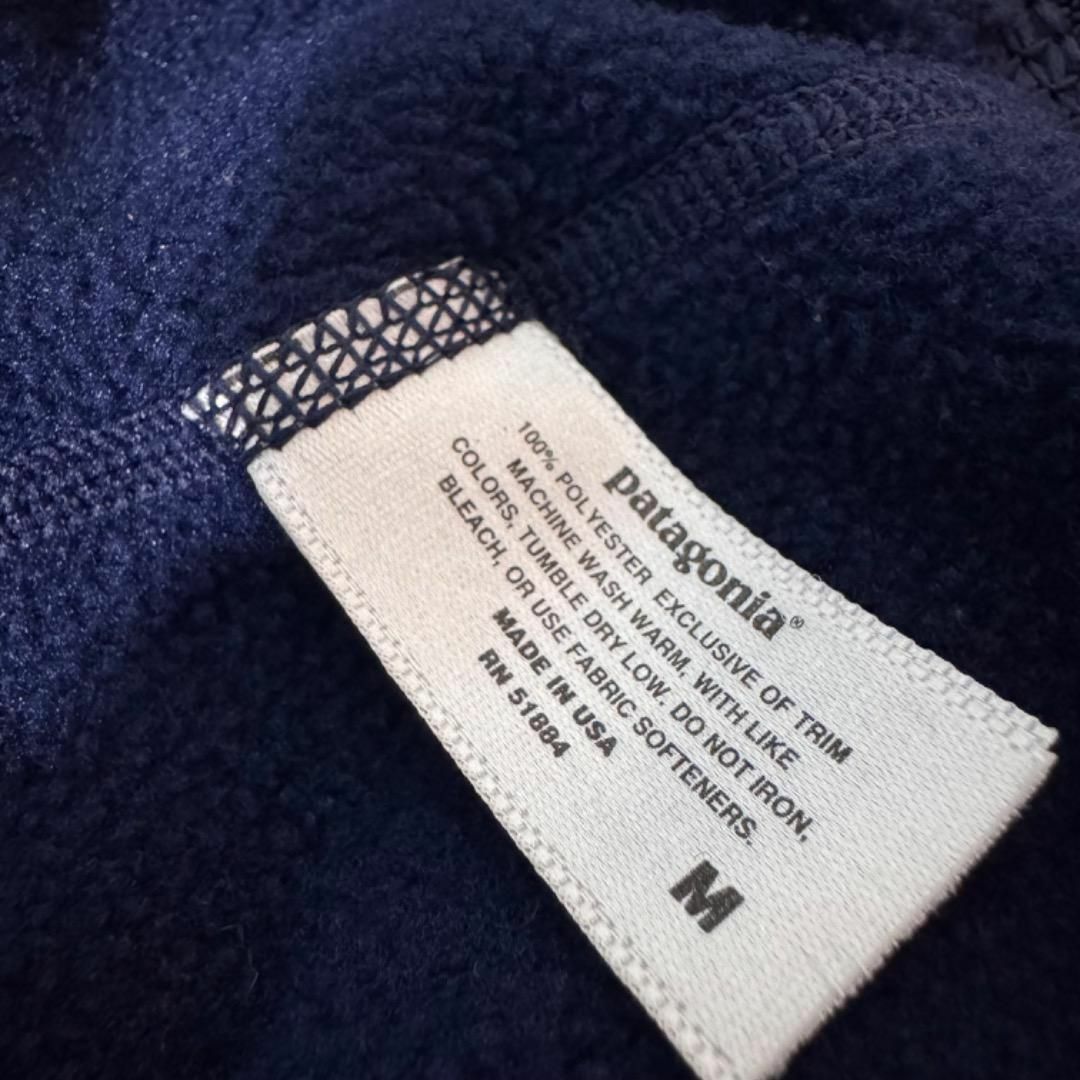 patagonia®
100% POLYESTER EXCLUSIVE OF TRIM
MACHINE WASH WARM, WITH LIKE
COLORS, TUMBLE DRY LOW. DO NOT IRON,
BLEACH, OR USE FABRIC SOFTENERS.
MADE IN USA
RN 51884
M